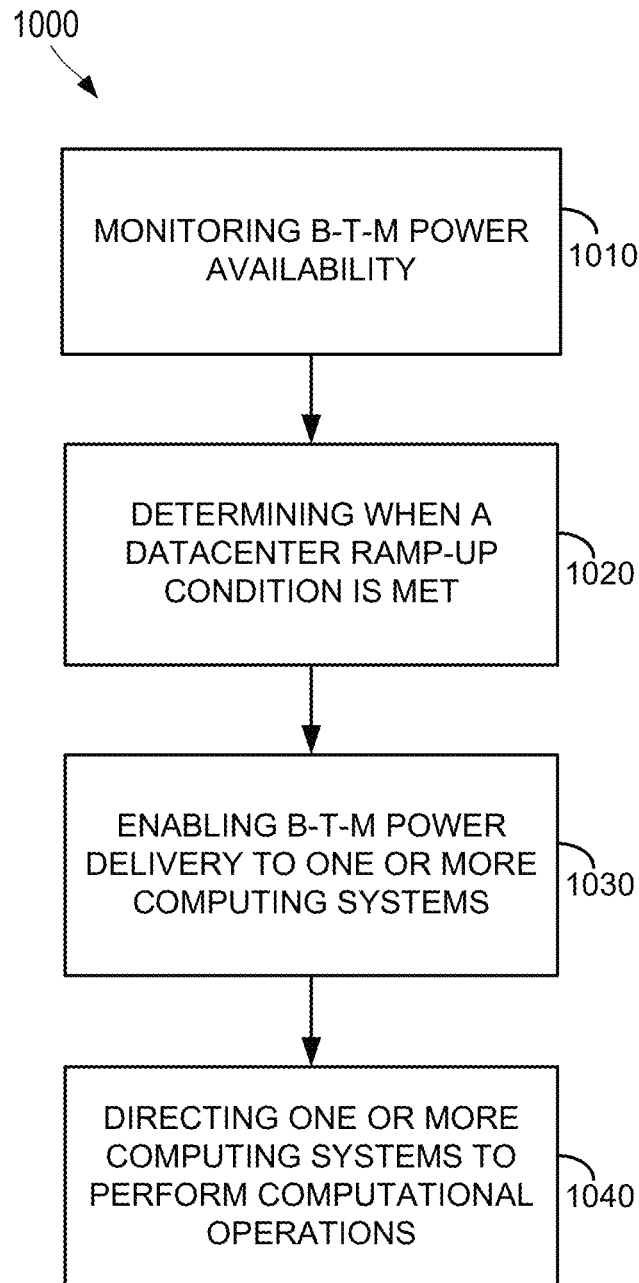 1000
MONITORING B-T-M POWER
AVAILABILITY
1010
DETERMINING WHEN A
DATACENTER RAMP-UP
CONDITION IS MET
1020
ENABLING B-T-M POWER
DELIVERY TO ONE OR MORE
COMPUTING SYSTEMS
1030
DIRECTING ONE OR MORE
COMPUTING SYSTEMS TO
PERFORM COMPUTATIONAL
OPERATIONS
1040